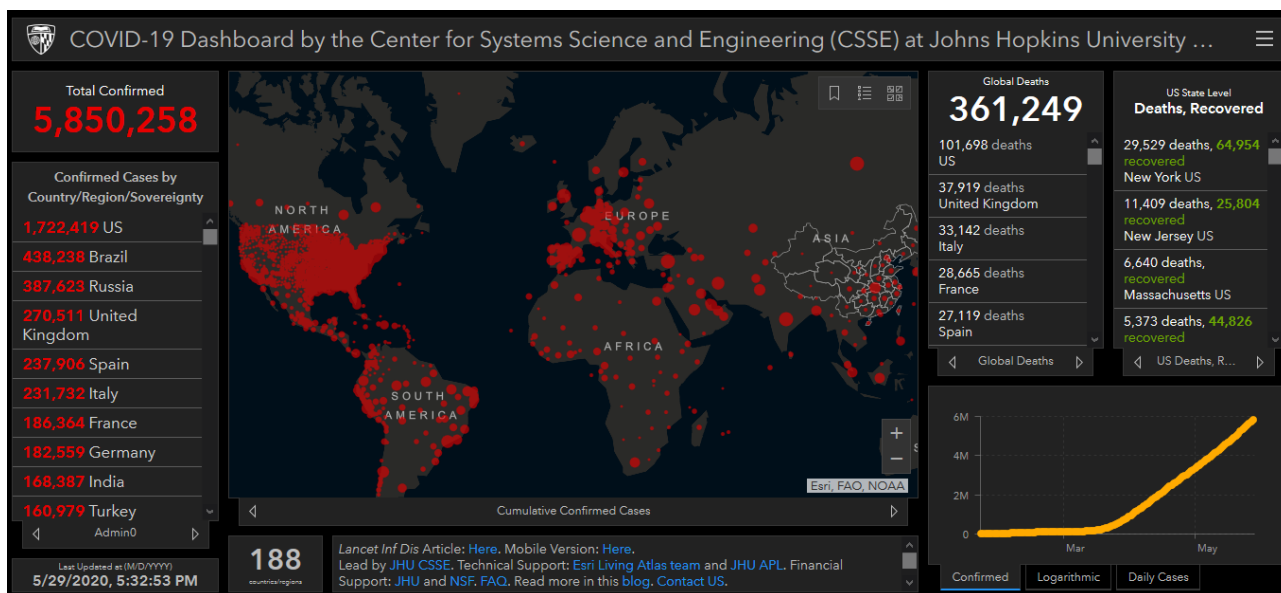 COVID-19 Dashboard by the Center for Systems Science and Engineering (CSSE) at Johns Hopkins University ...
Total Confirmed
5,850,258
Confirmed Cases by
Country/Region/Sovereignty
1,722,419 US
438,238 Brazil
387,623 Russia
270,511 United
Kingdom
237,906 Spain
231,732 Italy
186,364 France
182,559 Germany
168,387 India
160,979 Turkey
Admin0
Last Updated at (M/D/YYYY)
5/29/2020, 5:32:53 PM
NORTH
AMERICA
EUROPE
ASIA
AFRICA
SOUTH
AMERICA
+
−
Esri, FAO, NOAA
Cumulative Confirmed Cases
188
countries/regions
Lancet Inf Dis Article: Here. Mobile Version: Here.
Lead by JHU CSSE. Technical Support: Esri Living Atlas team and JHU APL. Financial
Support: JHU and NSF. FAQ. Read more in this blog. Contact US.
Global Deaths
361,249
101,698 deaths
US
37,919 deaths
United Kingdom
33,142 deaths
Italy
28,665 deaths
France
27,119 deaths
Spain
Global Deaths
US State Level
Deaths, Recovered
29,529 deaths, 64,954
recovered
New York US
11,409 deaths, 25,804
recovered
New Jersey US
6,640 deaths,
recovered
Massachusetts US
5,373 deaths, 44,826
recovered
US Deaths, R...
6M
4M
2M
0
Mar
May
Confirmed
Logarithmic
Daily Cases